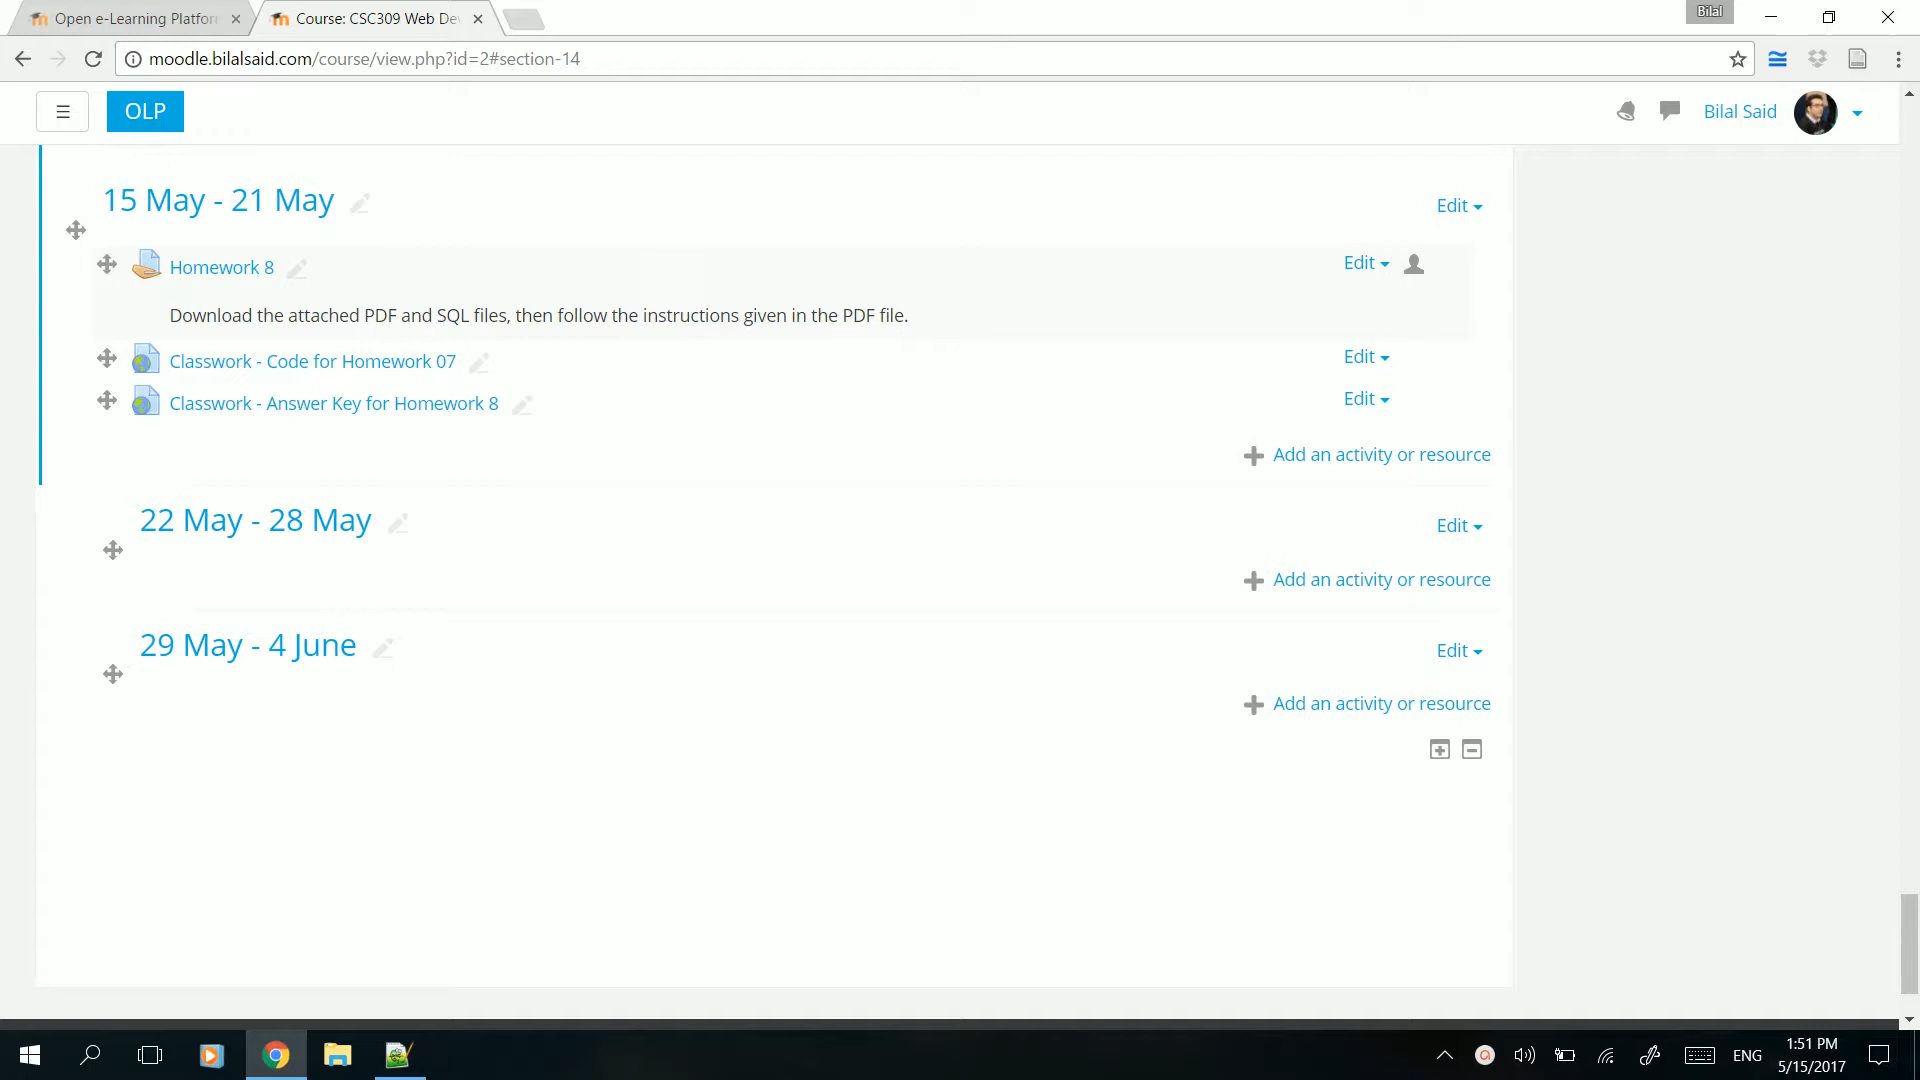 Open e-Learning Platfor
Course: CSC309 Web De
Bilal
moodle.bilalsaid.com/course/view.php?id=2#section-14
OLP
Bilal Said
15 May - 21 May
Edit
Homework 8
Edit
Download the attached PDF and SQL files, then follow the instructions given in the PDF file.
Classwork - Code for Homework 07
Edit
Classwork - Answer Key for Homework 8
Edit
Add an activity or resource
22 May - 28 May
Edit
Add an activity or resource
29 May - 4 June
Edit
Add an activity or resource
ENG
1:51 PM
5/15/2017